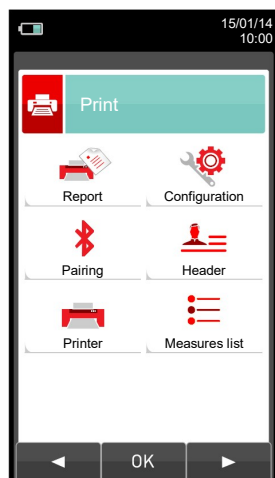 15/01/14
10:00
Print
Report Configuration
Pairing Header
Printer Measures list
OK